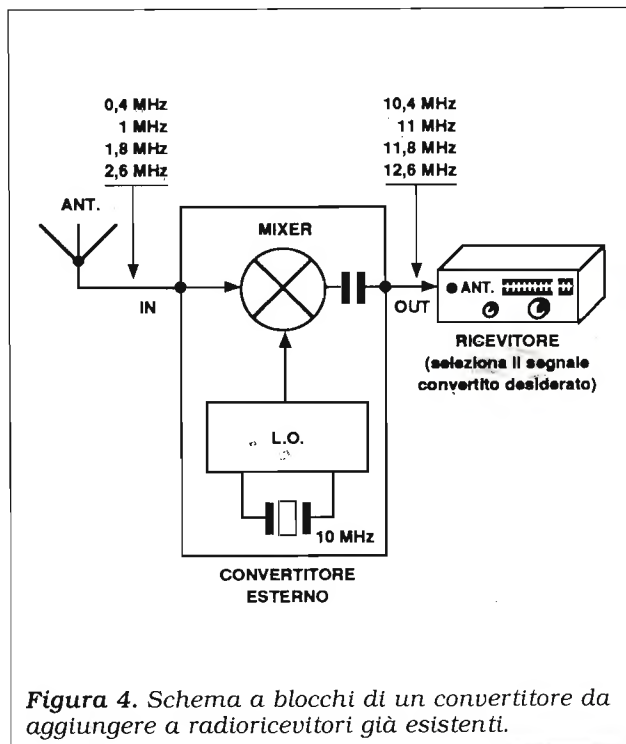 0,4 MHz
1 MHz
1,8 MHz
2,6 MHz
10,4 MHz
11 MHz
11,8 MHz
12,6 MHz
ANT.
MIXER
IN
OUT
ANT.
RICEVITORE
(seleziona il segnale
convertito desiderato)
L.O.
10 MHz
CONVERTITORE
ESTERNO
Figura 4. Schema a blocchi di un convertitore da
aggiungere a radioricevitori già esistenti.